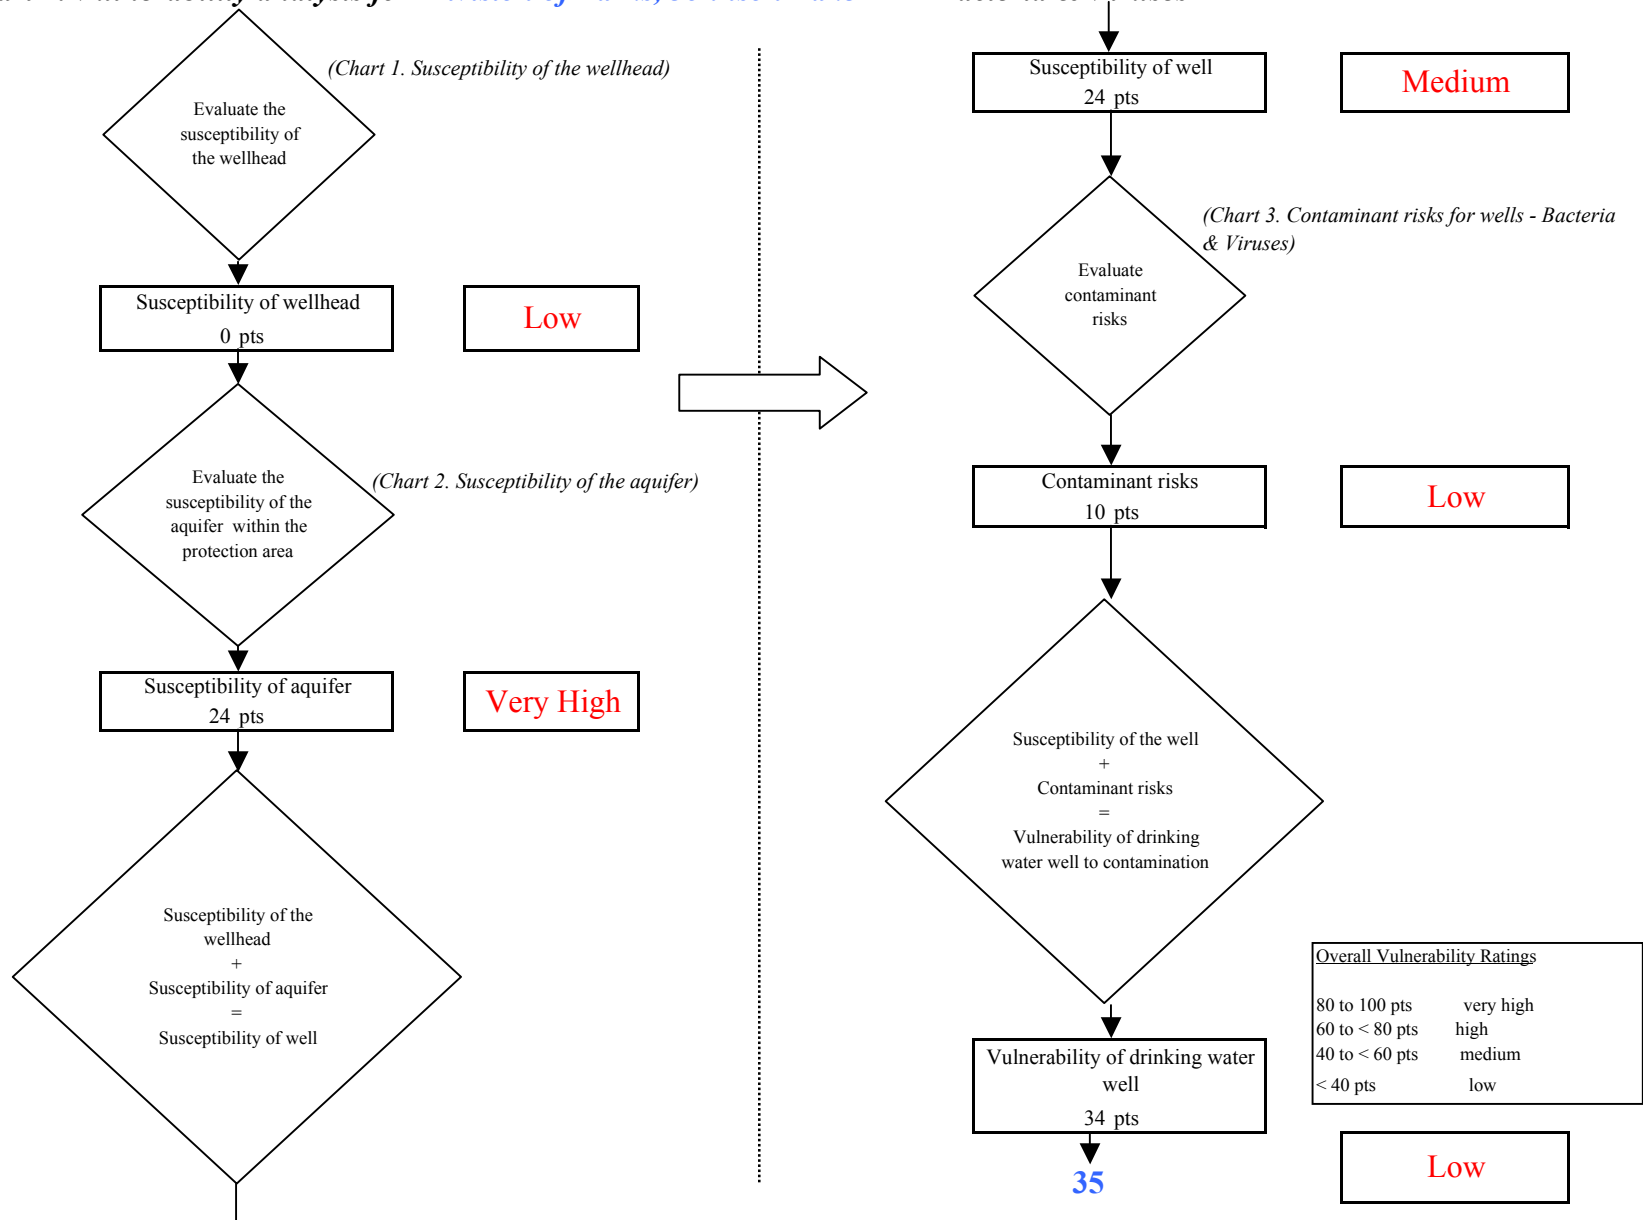 (Chart 1. Susceptibility of the wellhead)
Evaluate the
susceptibility of
the wellhead
Susceptibility of wellhead
0 pts
Low
Evaluate the
susceptibility of the
aquifer within the
protection area
(Chart 2. Susceptibility of the aquifer)
Susceptibility of aquifer
24 pts
Very High
Susceptibility of the
wellhead
+
Susceptibility of aquifer
=
Susceptibility of well
Susceptibility of well
24 pts
Medium
(Chart 3. Contaminant risks for wells - Bacteria
& Viruses)
Evaluate
contaminant
risks
Contaminant risks
10 pts
Low
Susceptibility of the well
+
Contaminant risks
=
Vulnerability of drinking
water well to contamination
Overall Vulnerability Ratings
80 to 100 pts very high
60 to < 80 pts high
40 to < 60 pts medium
< 40 pts low
Vulnerability of drinking water
well
34 pts
35
Low